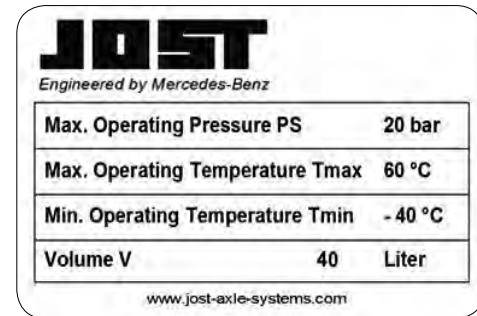 JOST
Engineered by Mercedes-Benz
Max. Operating Pressure PS 20 bar
Max. Operating Temperature Tmax 60 °C
Min. Operating Temperature Tmin - 40 °C
Volume V 40 Liter
www.jost-axle-systems.com